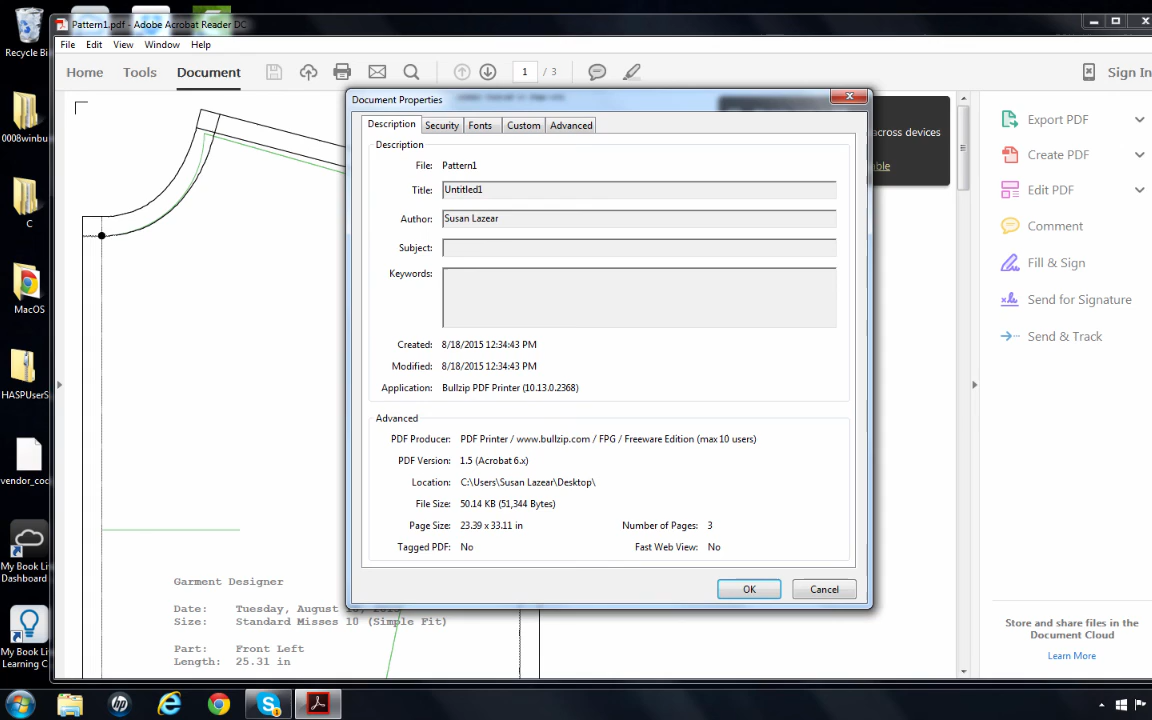 Recycle Bi
0008winbu
C
MacOS
HASPUserS
vendor_coc
My Book Li
Dashboard
My Book Li
Learning C
Pattern1.pdf - Adobe Acrobat Reader DC
File Edit View Window Help
Home Tools Document 1 / 3 Sign In
across devices
Export PDF
Create PDF
Edit PDF
Comment
Fill & Sign
Send for Signature
Send & Track
Store and share files in the
Document Cloud
Learn More
Document Properties
Description Security Fonts Custom Advanced
Description
File: Pattern1
Title: Untitled1
Author: Susan Lazear
Subject:
Keywords:
Created: 8/18/2015 12:34:43 PM
Modified: 8/18/2015 12:34:43 PM
Application: Bullzip PDF Printer (10.13.0.2368)
Advanced
PDF Producer: PDF Printer / www.bullzip.com / FPG / Freeware Edition (max 10 users)
PDF Version: 1.5 (Acrobat 6.x)
Location: C:\Users\Susan Lazear\Desktop\
File Size: 50.14 KB (51,344 Bytes)
Page Size: 23.39 x 33.11 in Number of Pages: 3
Tagged PDF: No Fast Web View: No
OK Cancel
Garment Designer
Date: Tuesday, August 18, 2015
Size: Standard Misses 10 (Simple Fit)
Part: Front Left
Length: 25.31 in